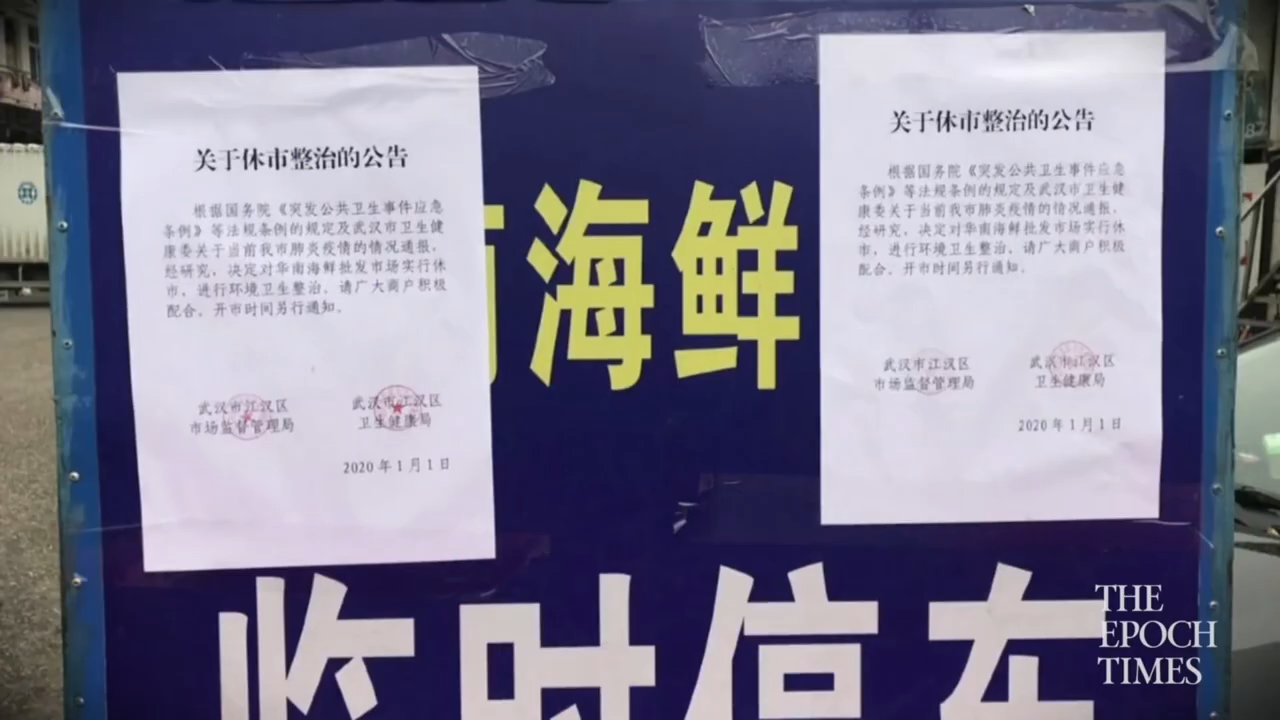 关于休市整治的公告
根据国务院《突发公共卫生事件应急
条例》等法规条例的规定及武汉市卫生健
康委关于当前我市肺炎疫情的情况通报，
经研究，决定对华南海鲜批发市场实行休
市，进行环境卫生整治。请广大商户积极
配合。开市时间另行通知。
武汉市江汉区
市场监督管理局
武汉市江汉区
卫生健康局
2020年1月1日
关于休市整治的公告
根据国务院《突发公共卫生事件应急
条例》等法规条例的规定及武汉市卫生健
康委关于当前我市肺炎疫情的情况通报，
经研究，决定对华南海鲜批发市场实行休
市，进行环境卫生整治。请广大商户积极
配合。开市时间另行通知。
武汉市江汉区
市场监督管理局
武汉市江汉区
卫生健康局
2020年1月1日
南海鲜
临时停车
THE
EPOCH
TIMES